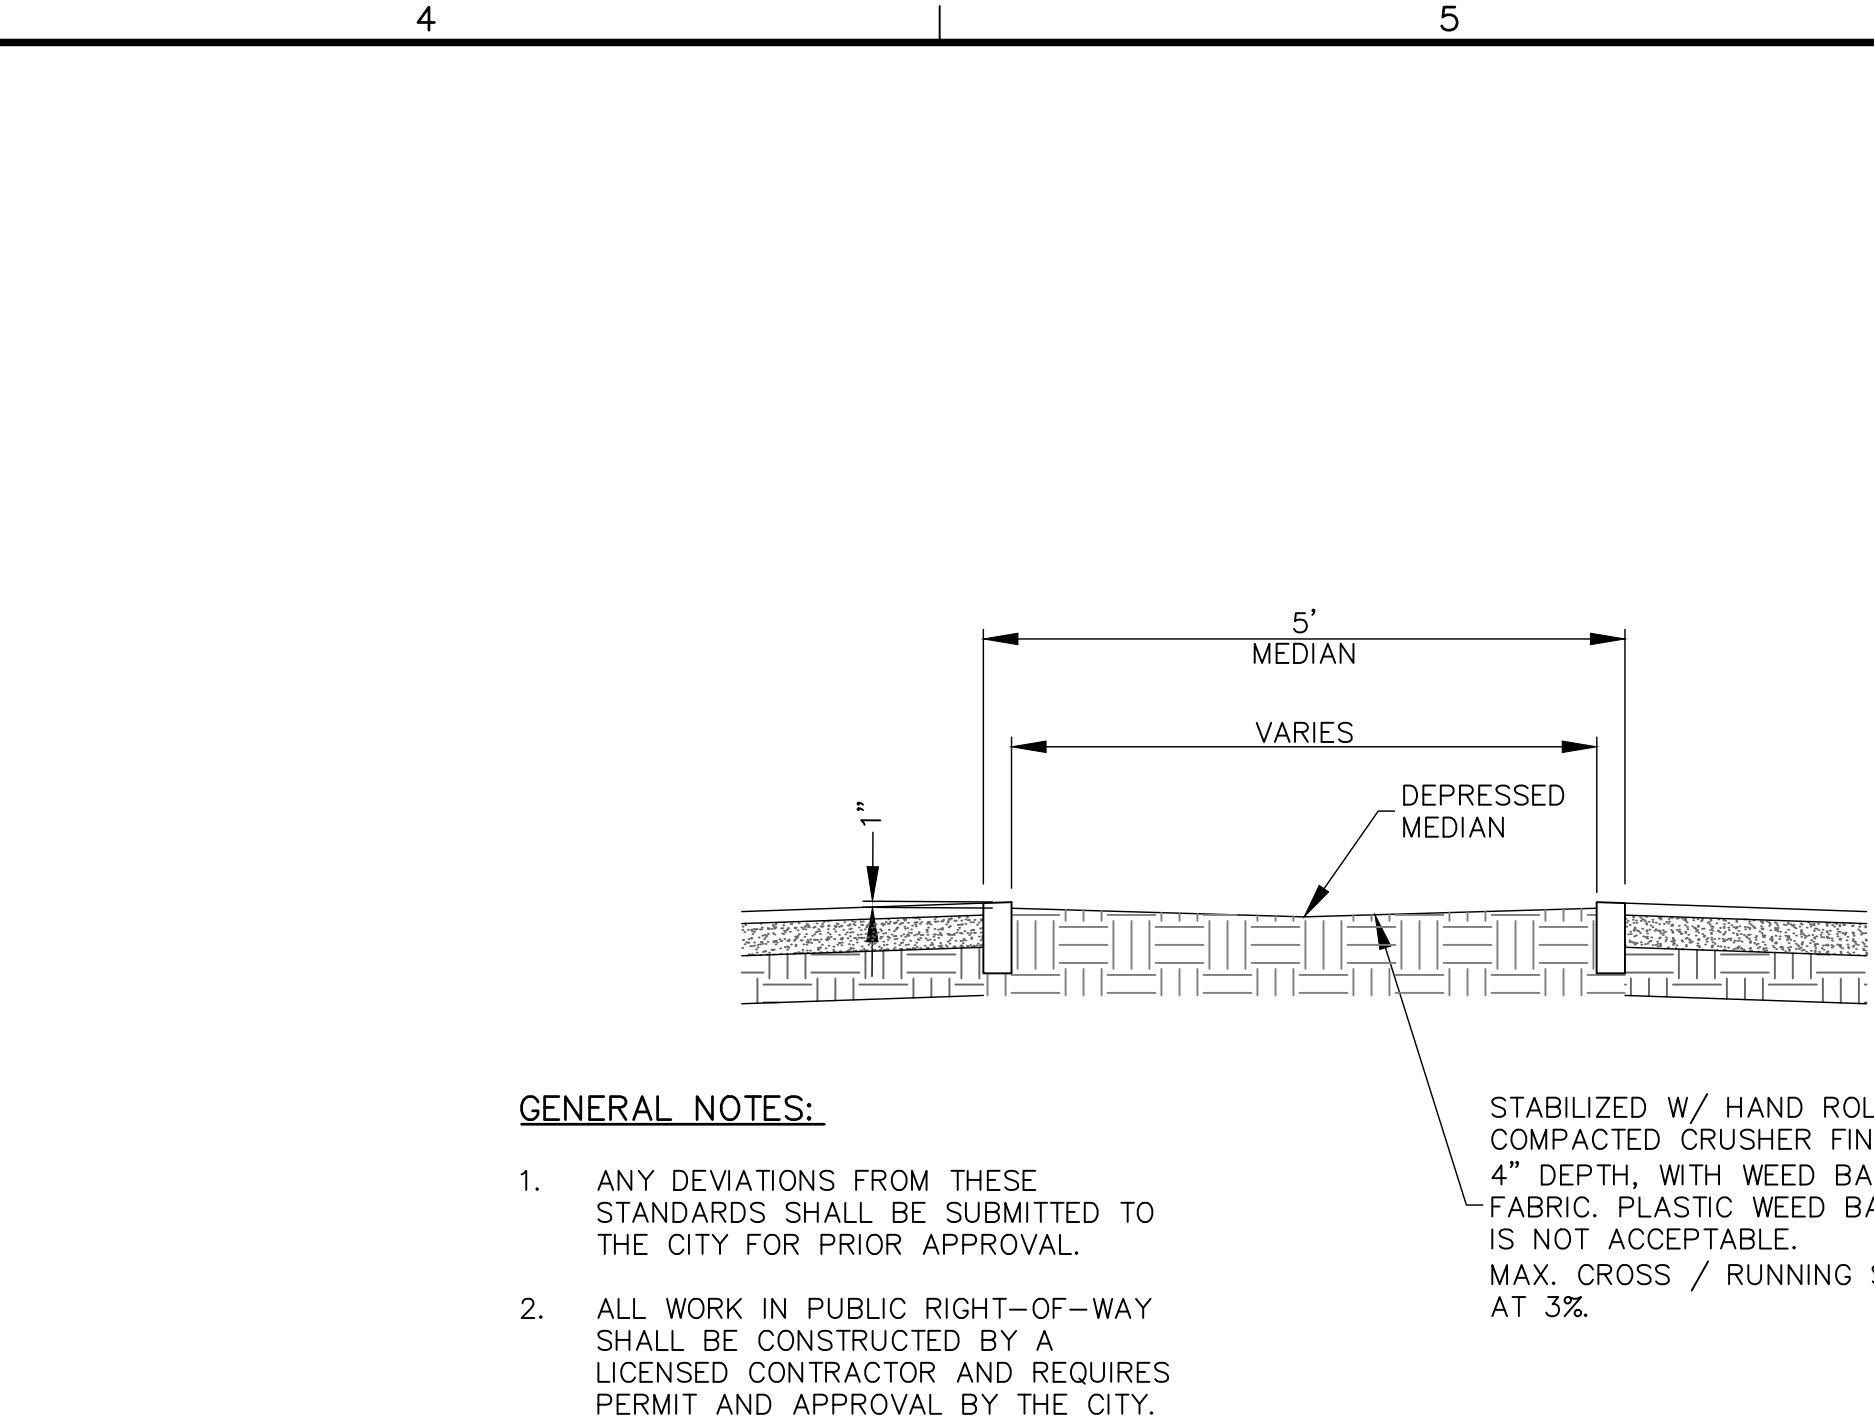 4
5
5'
MEDIAN
VARIES
DEPRESSED
MEDIAN
1"
GENERAL NOTES:
1. ANY DEVIATIONS FROM THESE
STANDARDS SHALL BE SUBMITTED TO
THE CITY FOR PRIOR APPROVAL.
2. ALL WORK IN PUBLIC RIGHT-OF-WAY
SHALL BE CONSTRUCTED BY A
LICENSED CONTRACTOR AND REQUIRES
PERMIT AND APPROVAL BY THE CITY.
STABILIZED W/ HAND
COMPACTED CRUSHER
4" DEPTH, WITH WEED
FABRIC. PLASTIC WEED
IS NOT ACCEPTABLE.
MAX. CROSS / RUNNING
AT 3%.